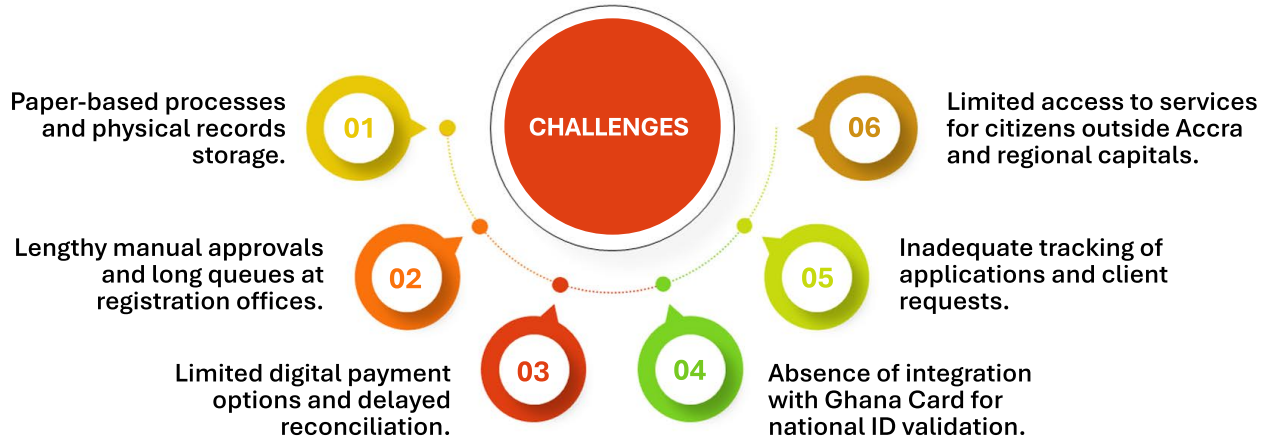 CHALLENGES
01
Paper-based processes
and physical records
storage.
02
Lengthy manual approvals
and long queues at
registration offices.
03
Limited digital payment
options and delayed
reconciliation.
04
Absence of integration
with Ghana Card for
national ID validation.
05
Inadequate tracking of
applications and client
requests.
06
Limited access to services
for citizens outside Accra
and regional capitals.